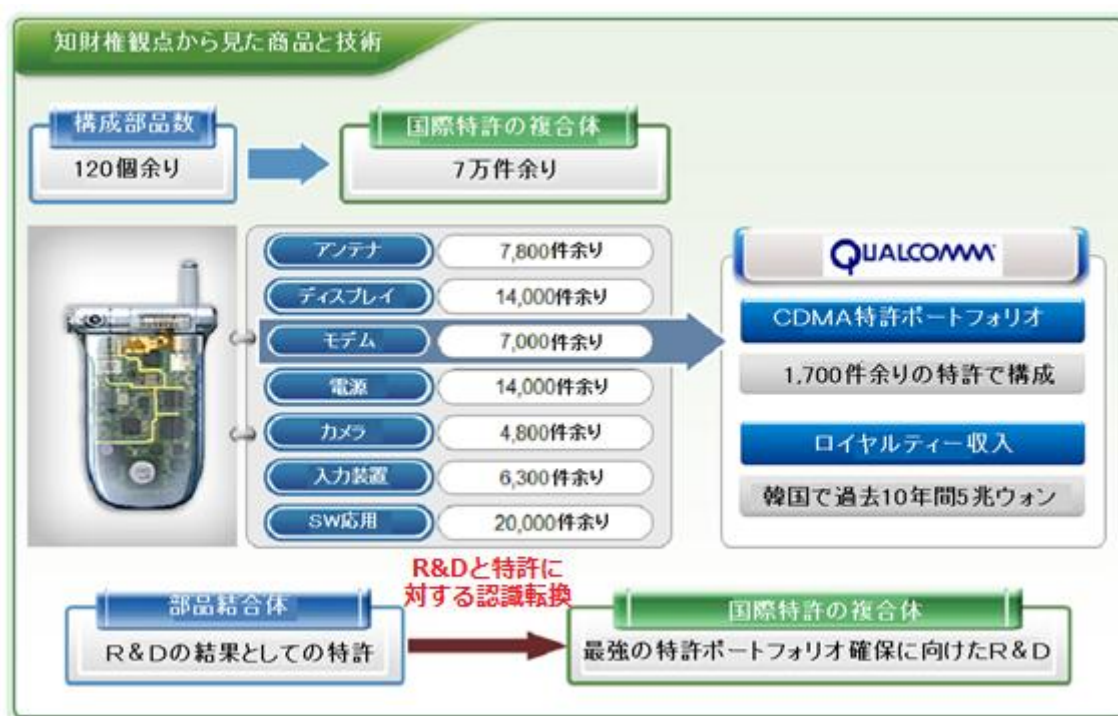 知財権観点から見た商品と技術
構成部品数
120個余り
国際特許の複合体
7万件余り
アンテナ
7,800件余り
ディスプレイ
14,000件余り
モデム
7,000件余り
電源
14,000件余り
カメラ
4,800件余り
入力装置
6,300件余り
SW応用
20,000件余り
QUALCOMM
CDMA特許ポートフォリオ
1,700件余りの特許で構成
ロイヤルティー収入
韓国で過去10年間5兆ウォン
R&Dと特許に
対する認識転換
部品結合体
R&Dの結果としての特許
国際特許の複合体
最強の特許ポートフォリオ確保に向けたR&D